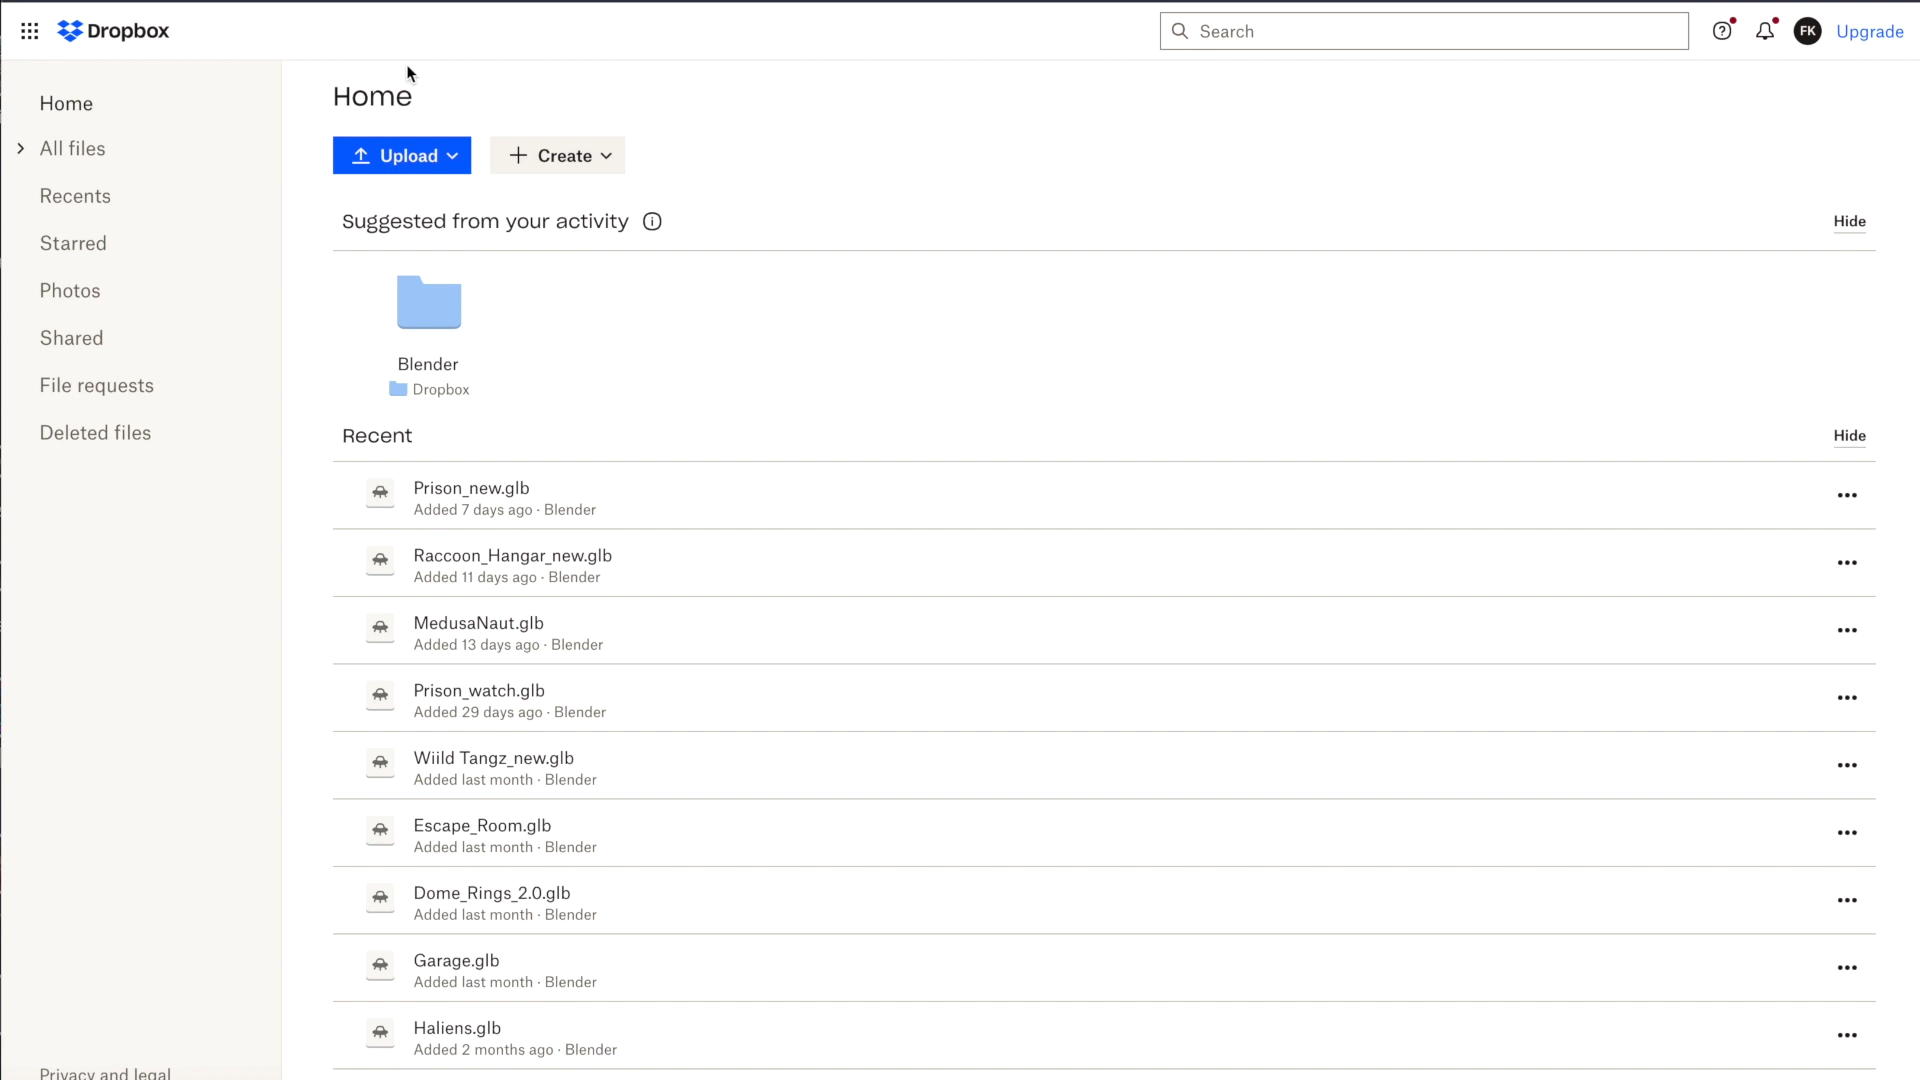 Dropbox
Search
FK
Upgrade
Home
All files
Recents
Starred
Photos
Shared
File requests
Deleted files
Privacy and legal
Home
Upload
Create
Suggested from your activity
Hide
Blender
Dropbox
Recent
Hide
Prison_new.glb
Added 7 days ago · Blender
Raccoon_Hangar_new.glb
Added 11 days ago · Blender
MedusaNaut.glb
Added 13 days ago · Blender
Prison_watch.glb
Added 29 days ago · Blender
Wiild Tangz_new.glb
Added last month · Blender
Escape_Room.glb
Added last month · Blender
Dome_Rings_2.0.glb
Added last month · Blender
Garage.glb
Added last month · Blender
Haliens.glb
Added 2 months ago · Blender